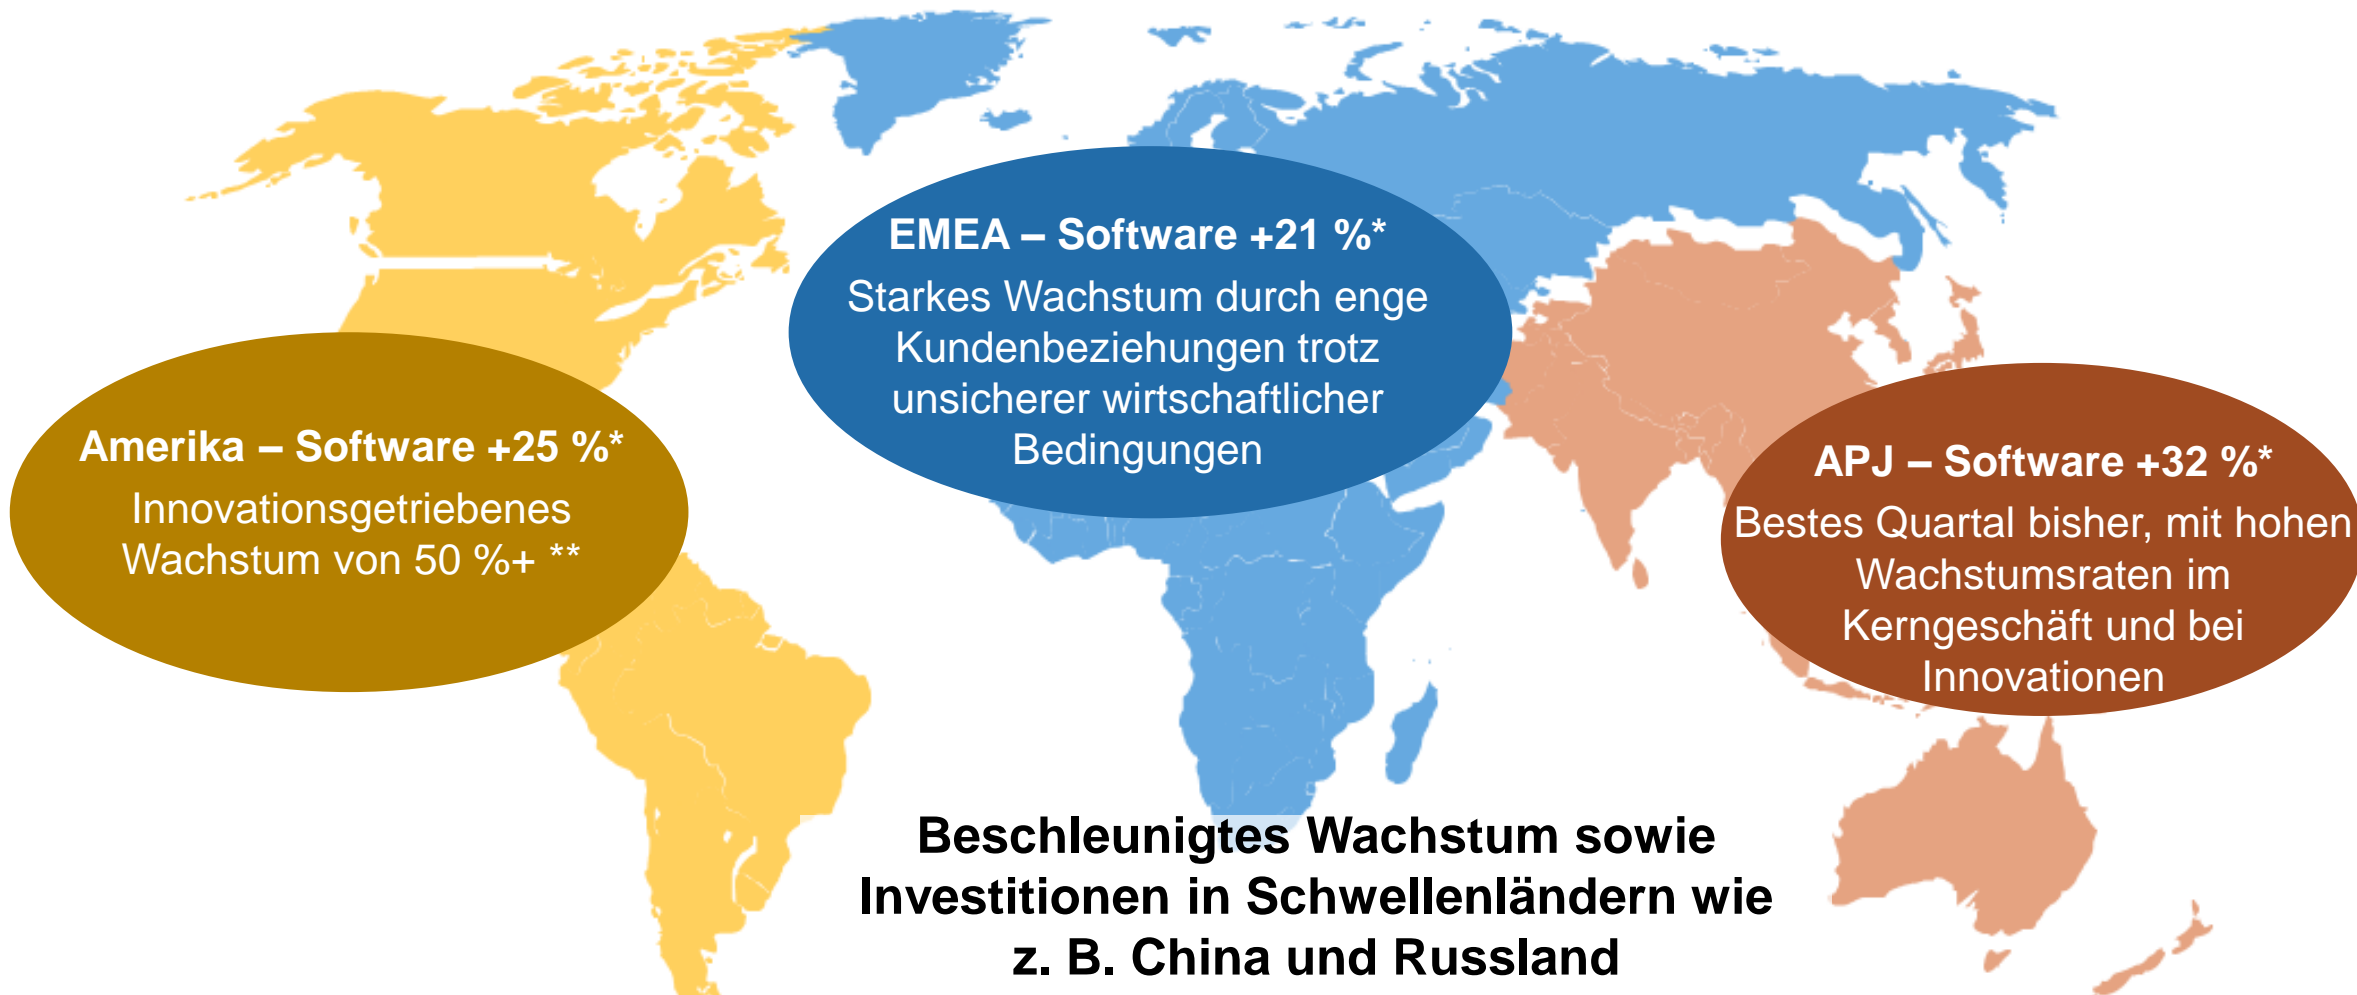 EMEA – Software +21 %*
Starkes Wachstum durch enge
Kundenbeziehungen trotz
unsicherer wirtschaftlicher
Bedingungen
Amerika – Software +25 %*
Innovationsgetriebenes
Wachstum von 50 %+ **
APJ – Software +32 %*
Bestes Quartal bisher, mit hohen
Wachstumsraten im
Kerngeschäft und bei
Innovationen
Beschleunigtes Wachstum sowie
Investitionen in Schwellenländern wie
z. B. China und Russland